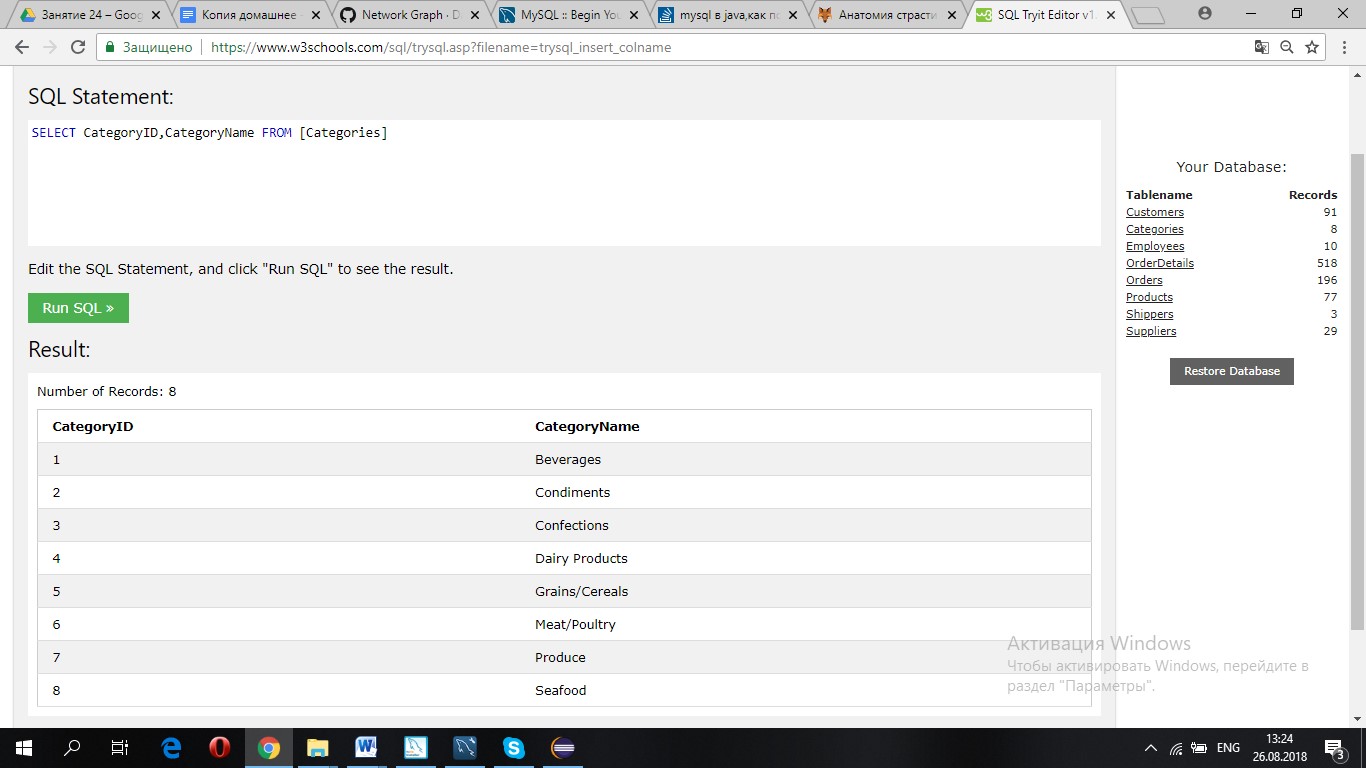 Занятие 24 – Goog
Копия домашнее
Network Graph · D
MySQL :: Begin You
mysql в java,как по
Анатомия страсти
SQL Tryit Editor v1.
Защищено
https://www.w3schools.com/sql/trysql.asp?filename=trysql_insert_colname
SQL Statement:
SELECT CategoryID,CategoryName FROM [Categories]
Edit the SQL Statement, and click "Run SQL" to see the result.
Run SQL »
Result:
Number of Records: 8
CategoryID CategoryName
1 Beverages
2 Condiments
3 Confections
4 Dairy Products
5 Grains/Cereals
6 Meat/Poultry
7 Produce
8 Seafood
Your Database:
Tablename Records
Customers 91
Categories 8
Employees 10
OrderDetails 518
Orders 196
Products 77
Shippers 3
Suppliers 29
Restore Database
Активация Windows
Чтобы активировать Windows, перейдите в
раздел "Параметры".
ENG
13:24
26.08.2018
3